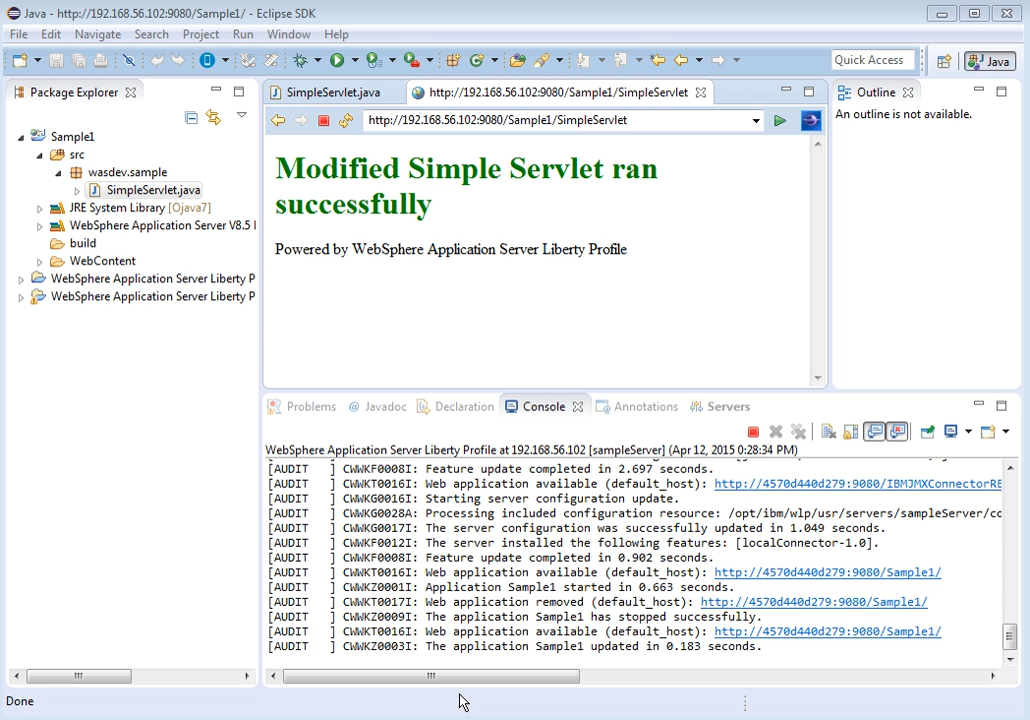 Java - http://192.168.56.102:9080/Sample1/ - Eclipse SDK
File Edit Navigate Search Project Run Window Help
Quick Access
Java
Package Explorer
Sample1
src
wasdev.sample
SimpleServlet.java
JRE System Library [Ojava7]
WebSphere Application Server V8.5 l
build
WebContent
WebSphere Application Server Liberty P
WebSphere Application Server Liberty P
SimpleServlet.java
http://192.168.56.102:9080/Sample1/SimpleServlet
http://192.168.56.102:9080/Sample1/SimpleServlet
Modified Simple Servlet ran
successfully
Powered by WebSphere Application Server Liberty Profile
Outline
An outline is not available.
Problems @ Javadoc Declaration Console Annotations Servers
WebSphere Application Server Liberty Profile at 192.168.56.102 [sampleServer] (Apr 12, 2015 0:28:34 PM)
[AUDIT ] CWWKF0008I: Feature update completed in 2.697 seconds.
[AUDIT ] CWWKT0016I: Web application available (default_host): http://4570d440d279:9080/IBMJMXConnectorRE
[AUDIT ] CWWKG0016I: Starting server configuration update.
[AUDIT ] CWWKG0028A: Processing included configuration resource: /opt/ibm/wlp/usr/servers/sampleServer/co
[AUDIT ] CWWKG0017I: The server configuration was successfully updated in 1.049 seconds.
[AUDIT ] CWWKF0012I: The server installed the following features: [localConnector-1.0].
[AUDIT ] CWWKF0008I: Feature update completed in 0.902 seconds.
[AUDIT ] CWWKT0016I: Web application available (default_host): http://4570d440d279:9080/Sample1/
[AUDIT ] CWWKZ0001I: Application Sample1 started in 0.663 seconds.
[AUDIT ] CWWKT0017I: Web application removed (default_host): http://4570d440d279:9080/Sample1/
[AUDIT ] CWWKZ0009I: The application Sample1 has stopped successfully.
[AUDIT ] CWWKT0016I: Web application available (default_host): http://4570d440d279:9080/Sample1/
[AUDIT ] CWWKZ0003I: The application Sample1 updated in 0.183 seconds.
Done